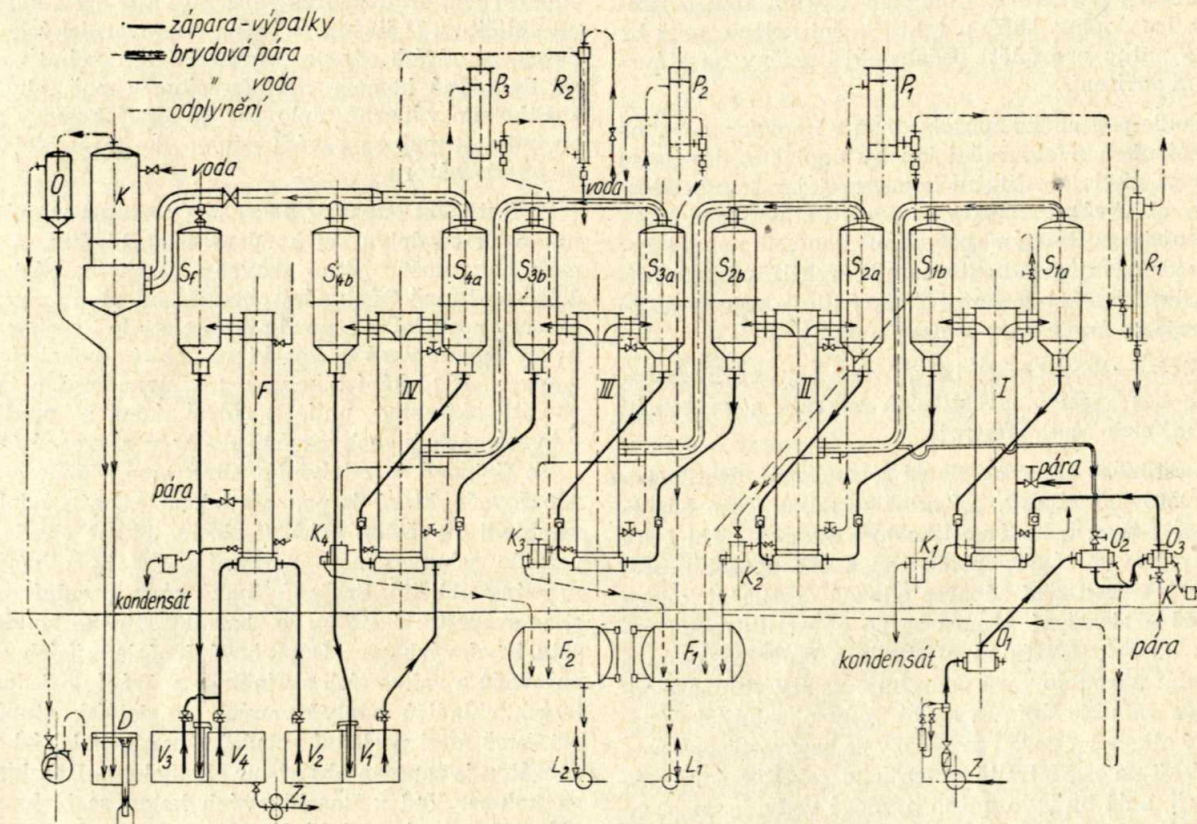 zápara-výpalky
brydová pára
" voda
odplynění
P3
R2
P2
P1
O
K
voda
voda
Sf
S4b
S4a
S3b
S3a
S2b
S2a
S1b
S1a
R1
F
IV
III
II
I
pára
pára
K4
K3
K2
K1
O2
O3
K
kondensát
F2
F1
kondensát
O1
pára
E
D
V3
V4
V2
V1
Z1
L2
L1
Z